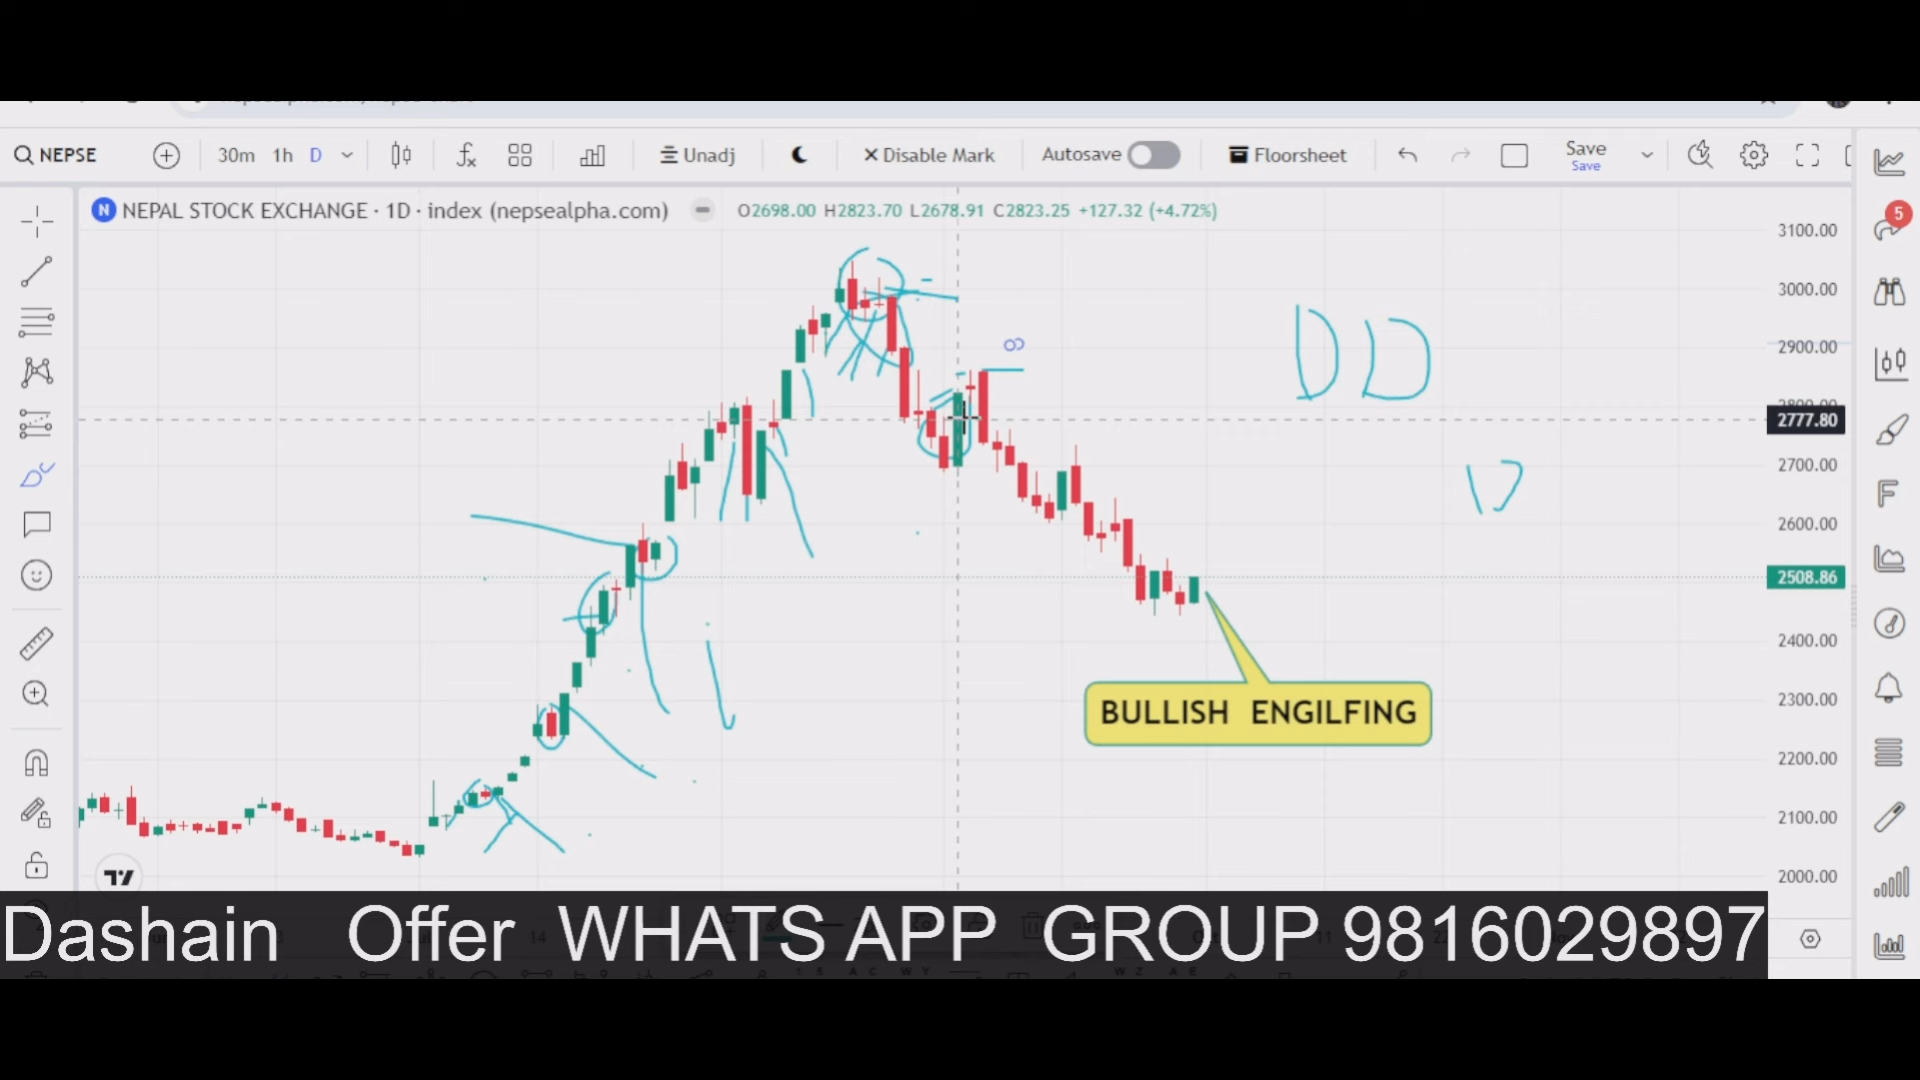 NEPSE 30m 1h D Unadj Disable Mark Autosave Floorsheet Save
Save
N NEPAL STOCK EXCHANGE · 1D · index (nepsealpha.com) O2698.00 H2823.70 L2678.91 C2823.25 +127.32 (+4.72%)
5
3100.00
3000.00
2900.00
2800.00
2777.80
2700.00
2600.00
2508.86
2400.00
2300.00
2200.00
2100.00
2000.00
8
D D
BULLISH ENGILFING
F
Dashain Offer WHATS APP GROUP 9816029897